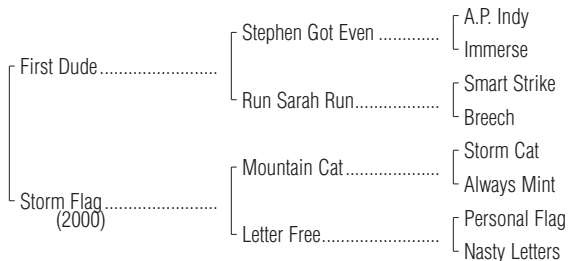 A.P. Indy
Stephen Got Even .............
Immerse
First Dude.........................
Smart Strike
Run Sarah Run..................
Breech
Storm Cat
Mountain Cat....................
Always Mint
Storm Flag........................
(2000)
Personal Flag
Letter Free.........................
Nasty Letters